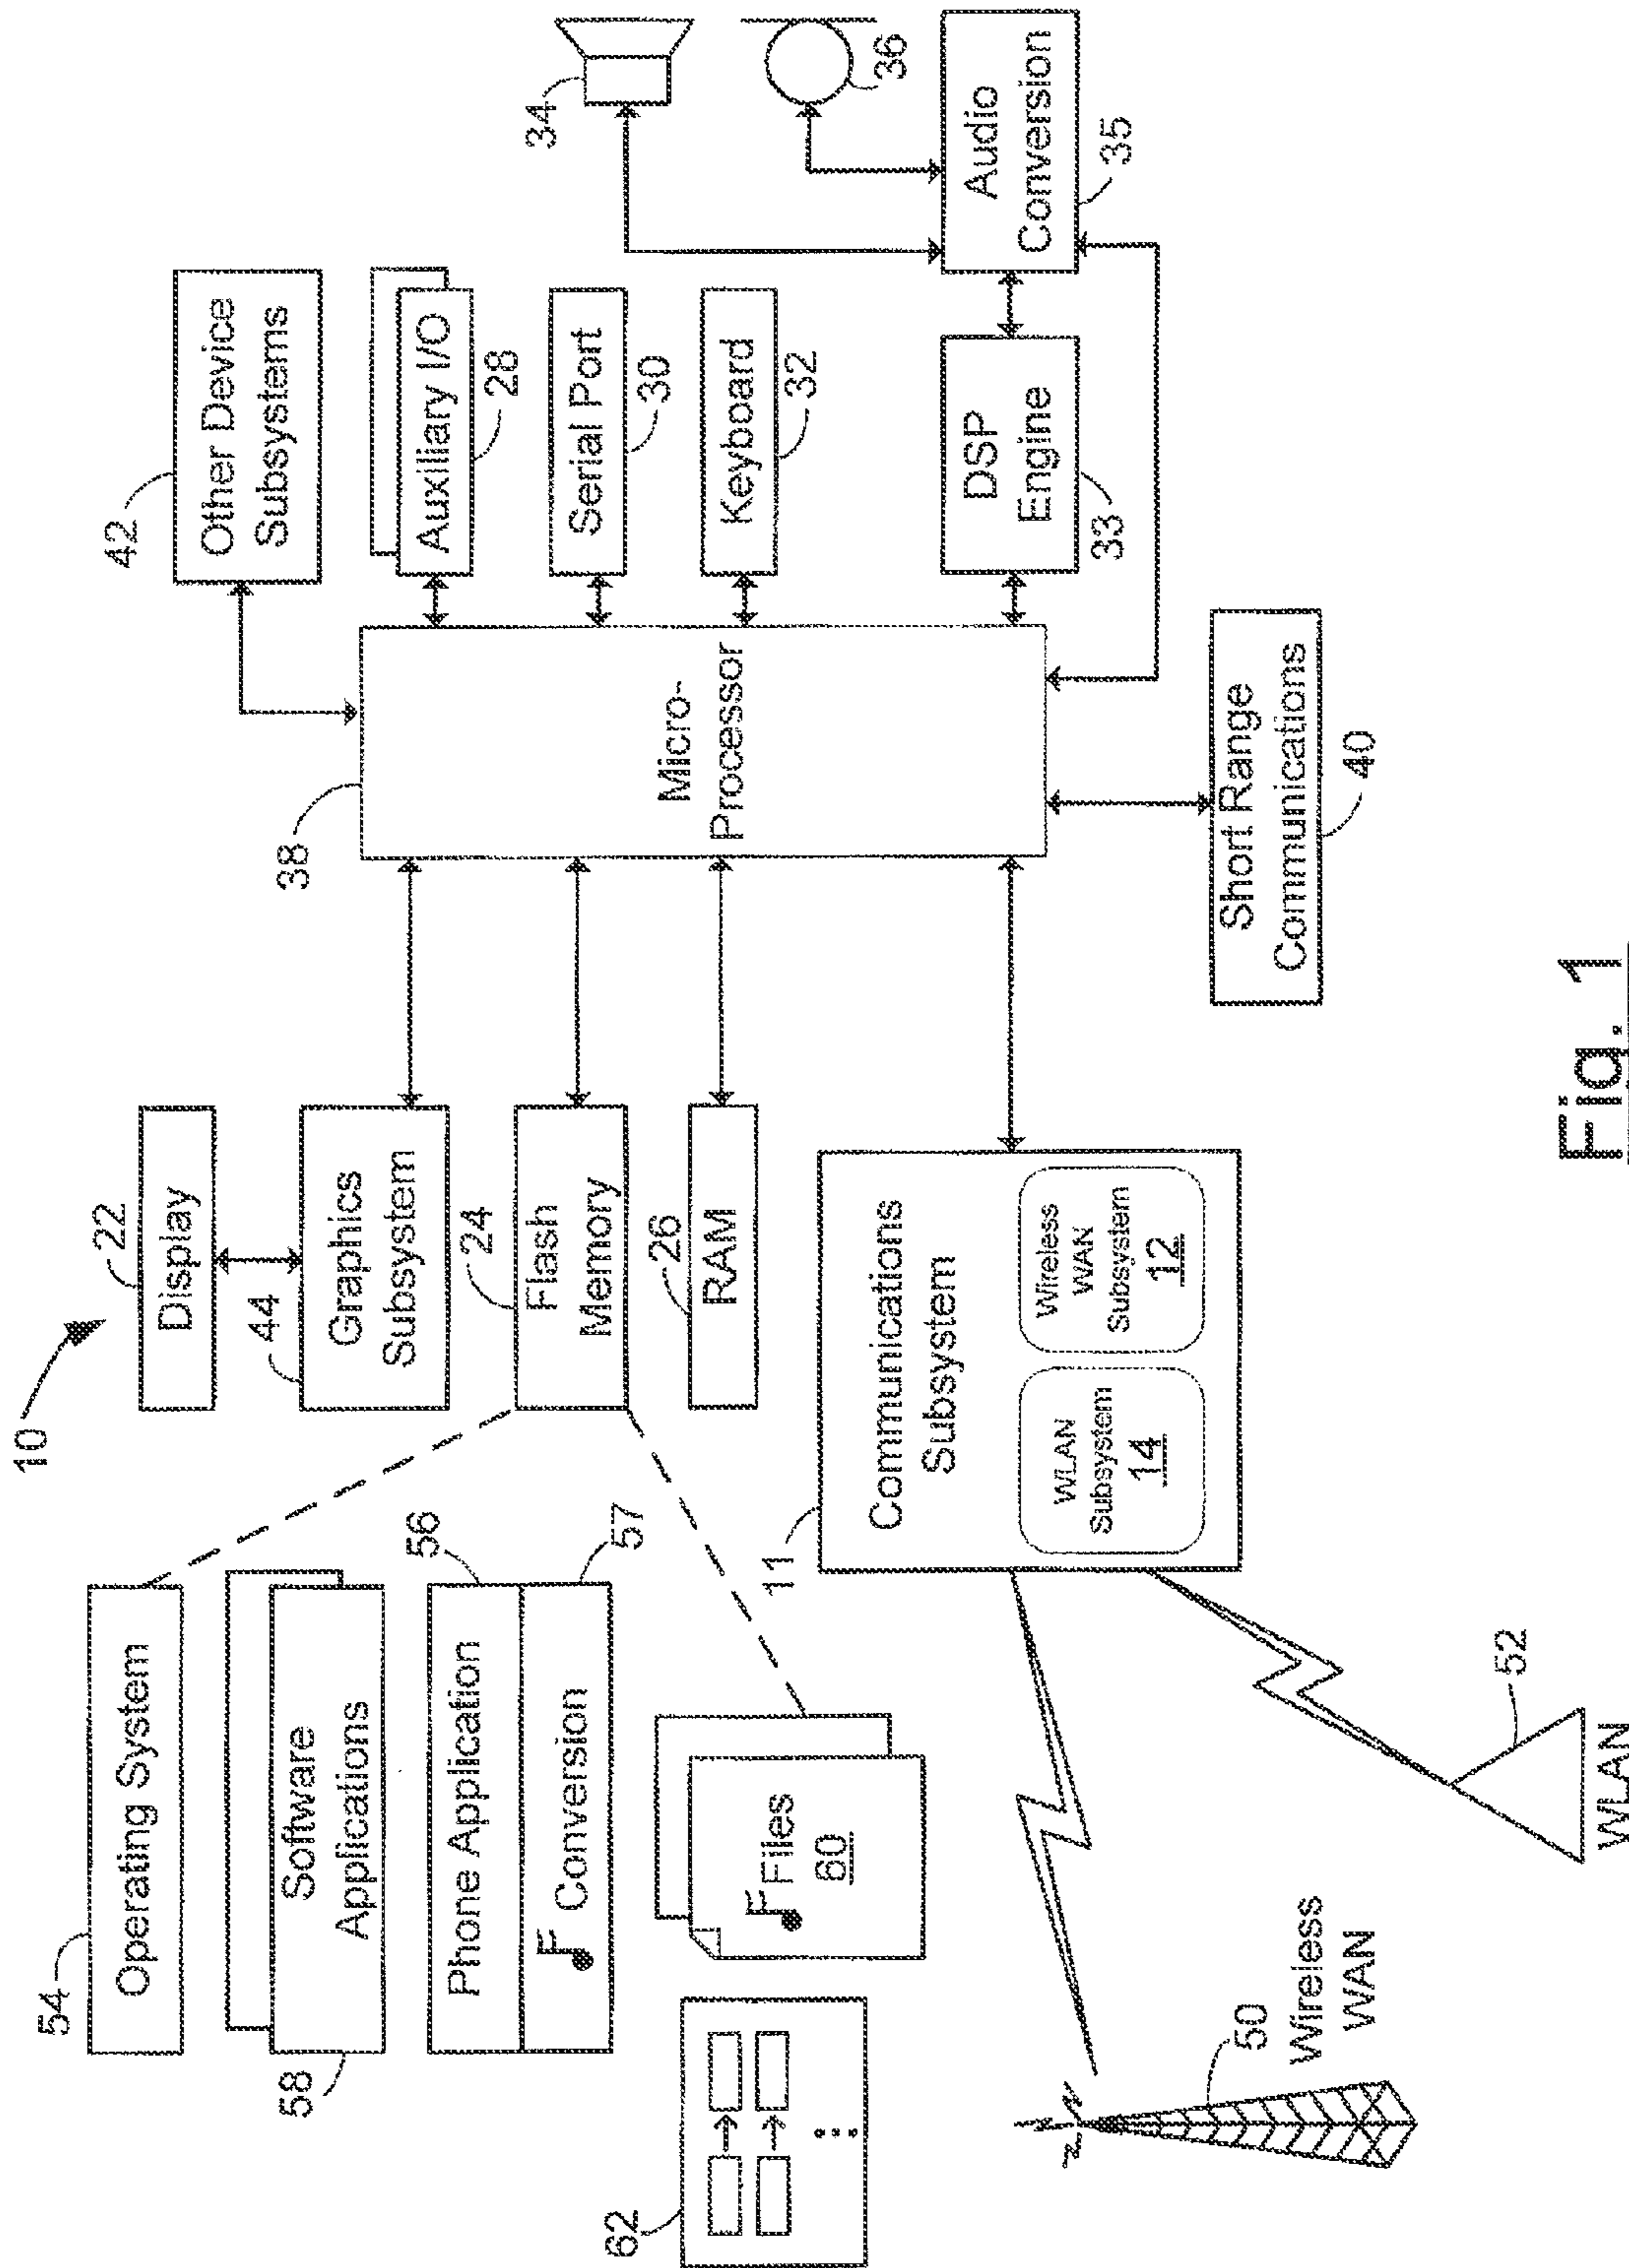 10
54
Operating System
58
Software
Applications
56
Phone Application
57
Conversion
62
Files
60
22
Display
44
Graphics
Subsystem
24
Flash
Memory
26
RAM
11
Communications
Subsystem
WLAN
Subsystem
14
Wireless
WAN
Subsystem
12
50
Wireless
WAN
52
WLAN
38
Micro-
Processor
42
Other Device
Subsystems
Auxiliary I/O
28
Serial Port
30
Keyboard
32
DSP
Engine
33
34
36
Audio
Conversion
35
Short Range
Communications
40
Fig. 1